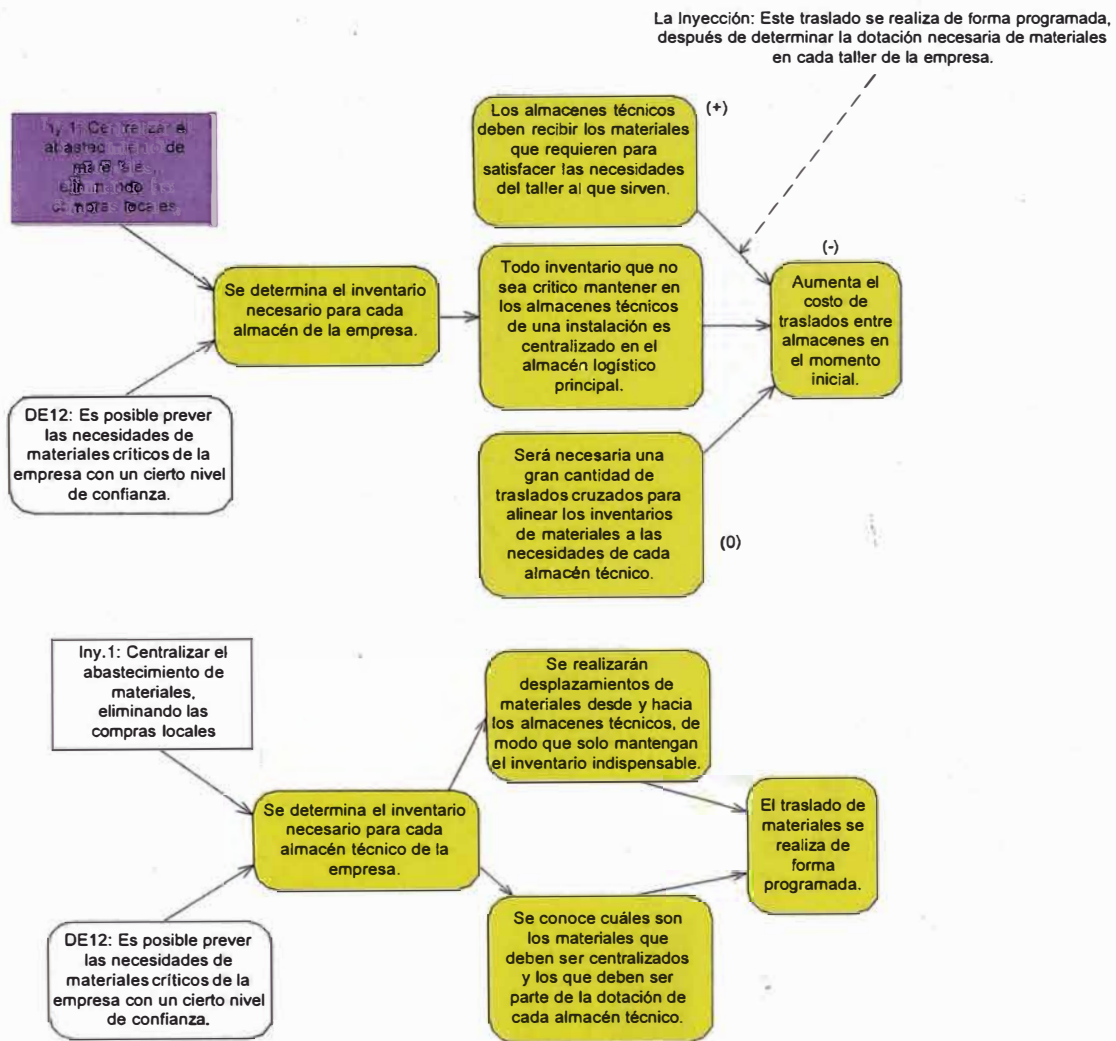 La Inyección: Este traslado se realiza de forma programada,
después de determinar la dotación necesaria de materiales
en cada taller de la empresa.
Iny.1: Centralizar el
abastecimiento de
materiales,
eliminando las
compras locales
Los almacenes técnicos
deben recibir los materiales
que requieren para
satisfacer las necesidades
del taller al que sirven.
(+)
Se determina el inventario
necesario para cada
almacén de la empresa.
Todo inventario que no
sea critico mantener en
los almacenes técnicos
de una instalación es
centralizado en el
almacén logístico
principal.
(-)
Aumenta el
costo de
traslados entre
almacenes en
el momento
inicial.
DE12: Es posible prever
las necesidades de
materiales críticos de la
empresa con un cierto nivel
de confianza.
Será necesaria una
gran cantidad de
traslados cruzados para
alinear los inventarios
de materiales a las
necesidades de cada
almacén técnico.
(0)
Iny.1: Centralizar el
abastecimiento de
materiales,
eliminando las
compras locales
Se realizarán
desplazamientos de
materiales desde y hacia
los almacenes técnicos, de
modo que solo mantengan
el inventario indispensable.
Se determina el inventario
necesario para cada
almacén técnico de la
empresa.
El traslado de
materiales se
realiza de
forma
programada.
DE12: Es posible prever
las necesidades de
materiales críticos de la
empresa con un cierto nivel
de confianza.
Se conoce cuáles son
los materiales que
deben ser centralizados
y los que deben ser
parte de la dotación de
cada almacén técnico.